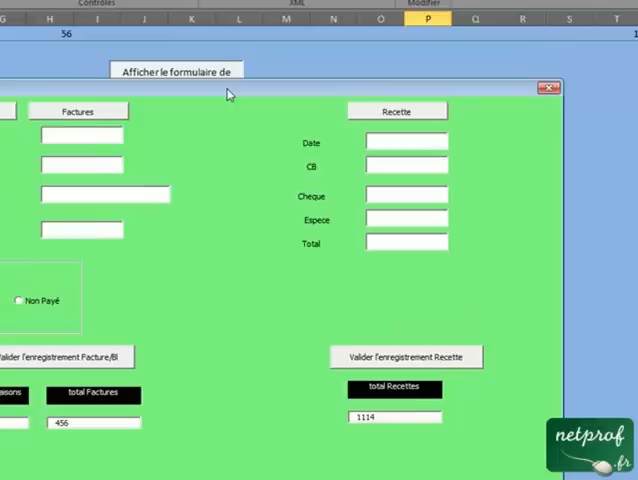 Contrôles XML Modifier
G H I J K L M N O P Q R S T
56 1
Afficher le formulaire de
Factures Recette
Date
CB
Cheque
Espece
Total
Non Payé
alider l'enregistrement Facture/Bl Valider l'enregistrement Recette
aisons total Factures total Recettes
456 1114
netprof
.fr